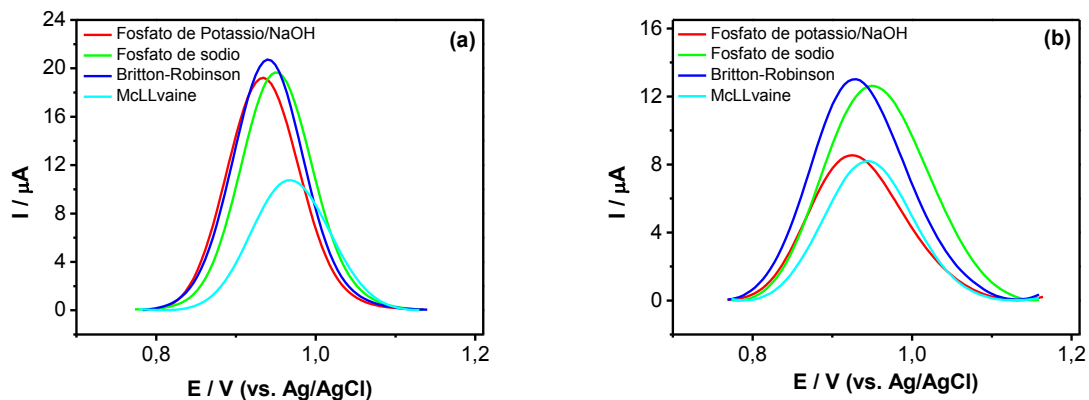 24
20
16
12
8
4
0
I / μA
Fosfato de Potassio/NaOH
Fosfato de sodio
Britton-Robinson
McLLvaine
(a)
0,8
1,0
1,2
E / V (vs. Ag/AgCl)
16
12
8
4
0
I / μA
Fosfato de potassio/NaOH
Fosfato de sodio
Britton-Robinson
McLLvaine
(b)
0,8
1,0
1,2
E / V (vs. Ag/AgCl)